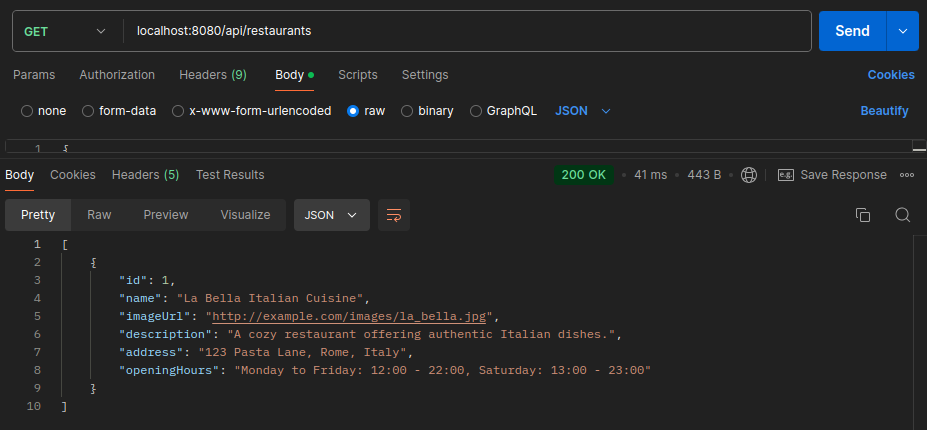 GET localhost:8080/api/restaurants Send
Params Authorization Headers (9) Body Scripts Settings Cookies
none form-data x-www-form-urlencoded raw binary GraphQL JSON Beautify
1 {
Body Cookies Headers (5) Test Results 200 OK 41 ms 443 B e.g. Save Response
Pretty Raw Preview Visualize JSON
1 [
2 {
3 "id": 1,
4 "name": "La Bella Italian Cuisine",
5 "imageUrl": "http://example.com/images/la_bella.jpg",
6 "description": "A cozy restaurant offering authentic Italian dishes.",
7 "address": "123 Pasta Lane, Rome, Italy",
8 "openingHours": "Monday to Friday: 12:00 - 22:00, Saturday: 13:00 - 23:00"
9 }
10 ]